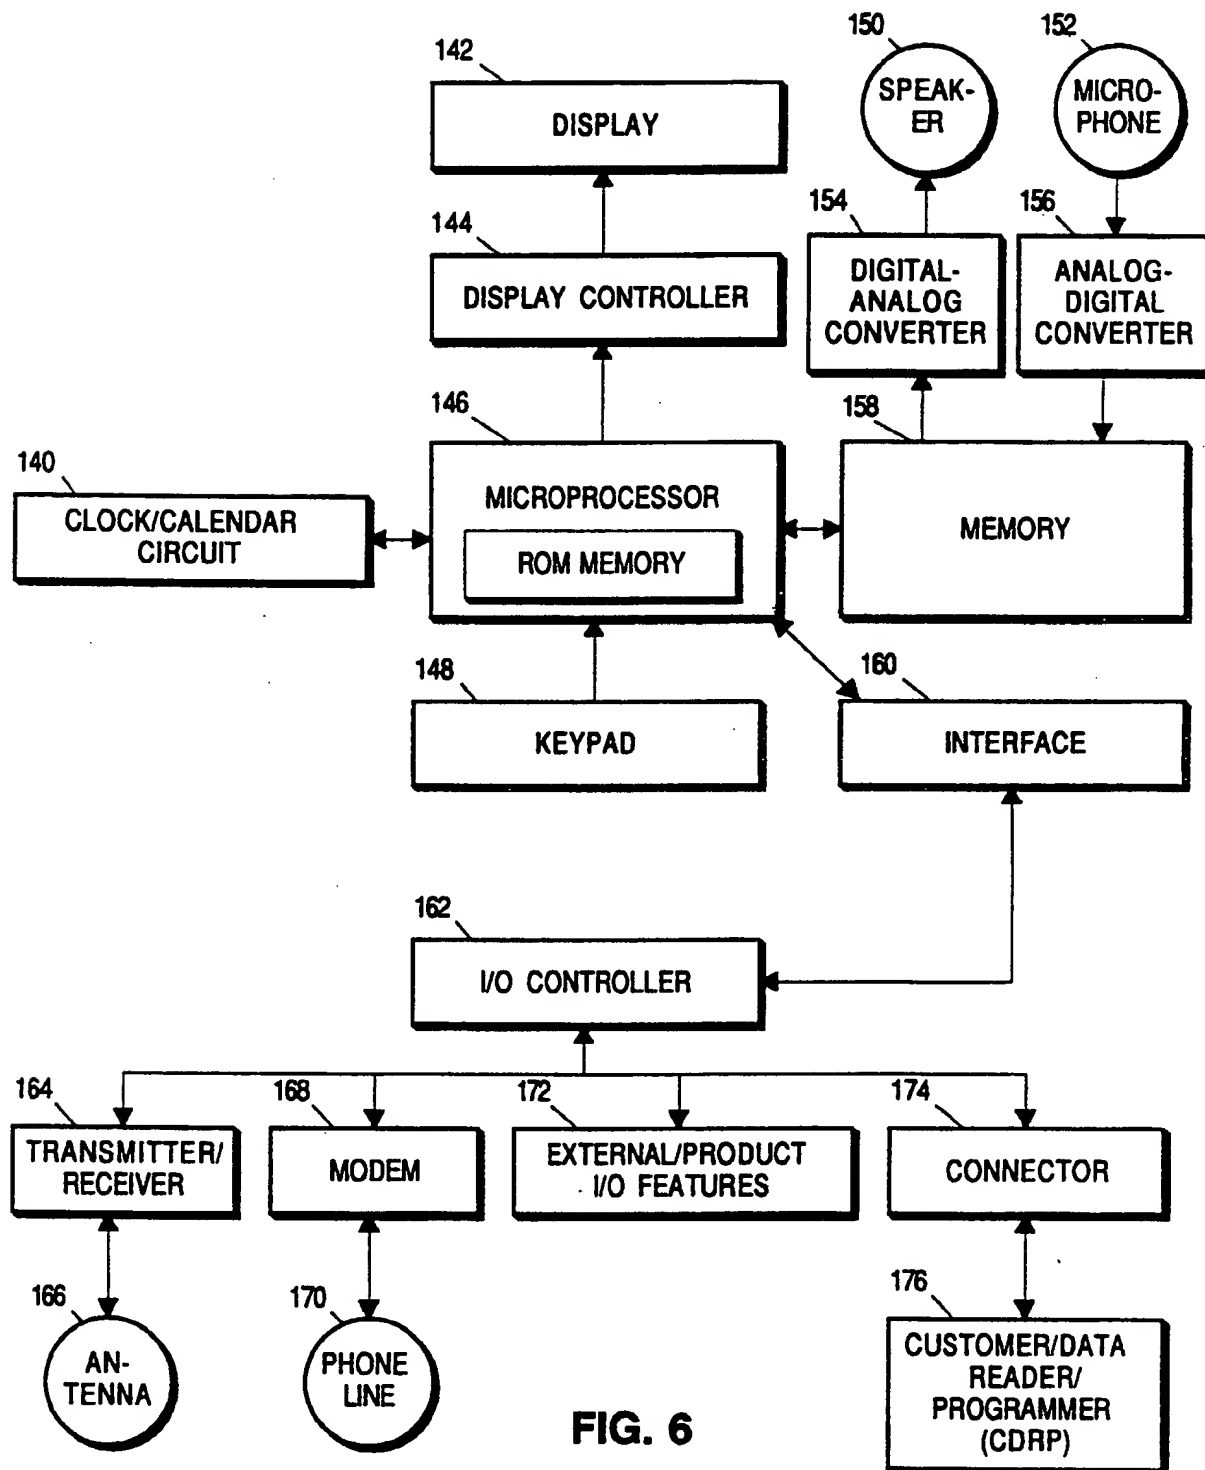 142
150
152
DISPLAY
SPEAK-
ER
MICRO-
PHONE
144
154
156
DISPLAY CONTROLLER
DIGITAL-
ANALOG
CONVERTER
ANALOG-
DIGITAL
CONVERTER
146
158
140
CLOCK/CALENDAR
CIRCUIT
MICROPROCESSOR
ROM MEMORY
MEMORY
148
160
KEYPAD
INTERFACE
162
I/O CONTROLLER
164
168
172
174
TRANSMITTER/
RECEIVER
MODEM
EXTERNAL/PRODUCT
I/O FEATURES
CONNECTOR
166
170
176
AN-
TENNA
PHONE
LINE
CUSTOMER/DATA
READER/
PROGRAMMER
(CDRP)
FIG. 6